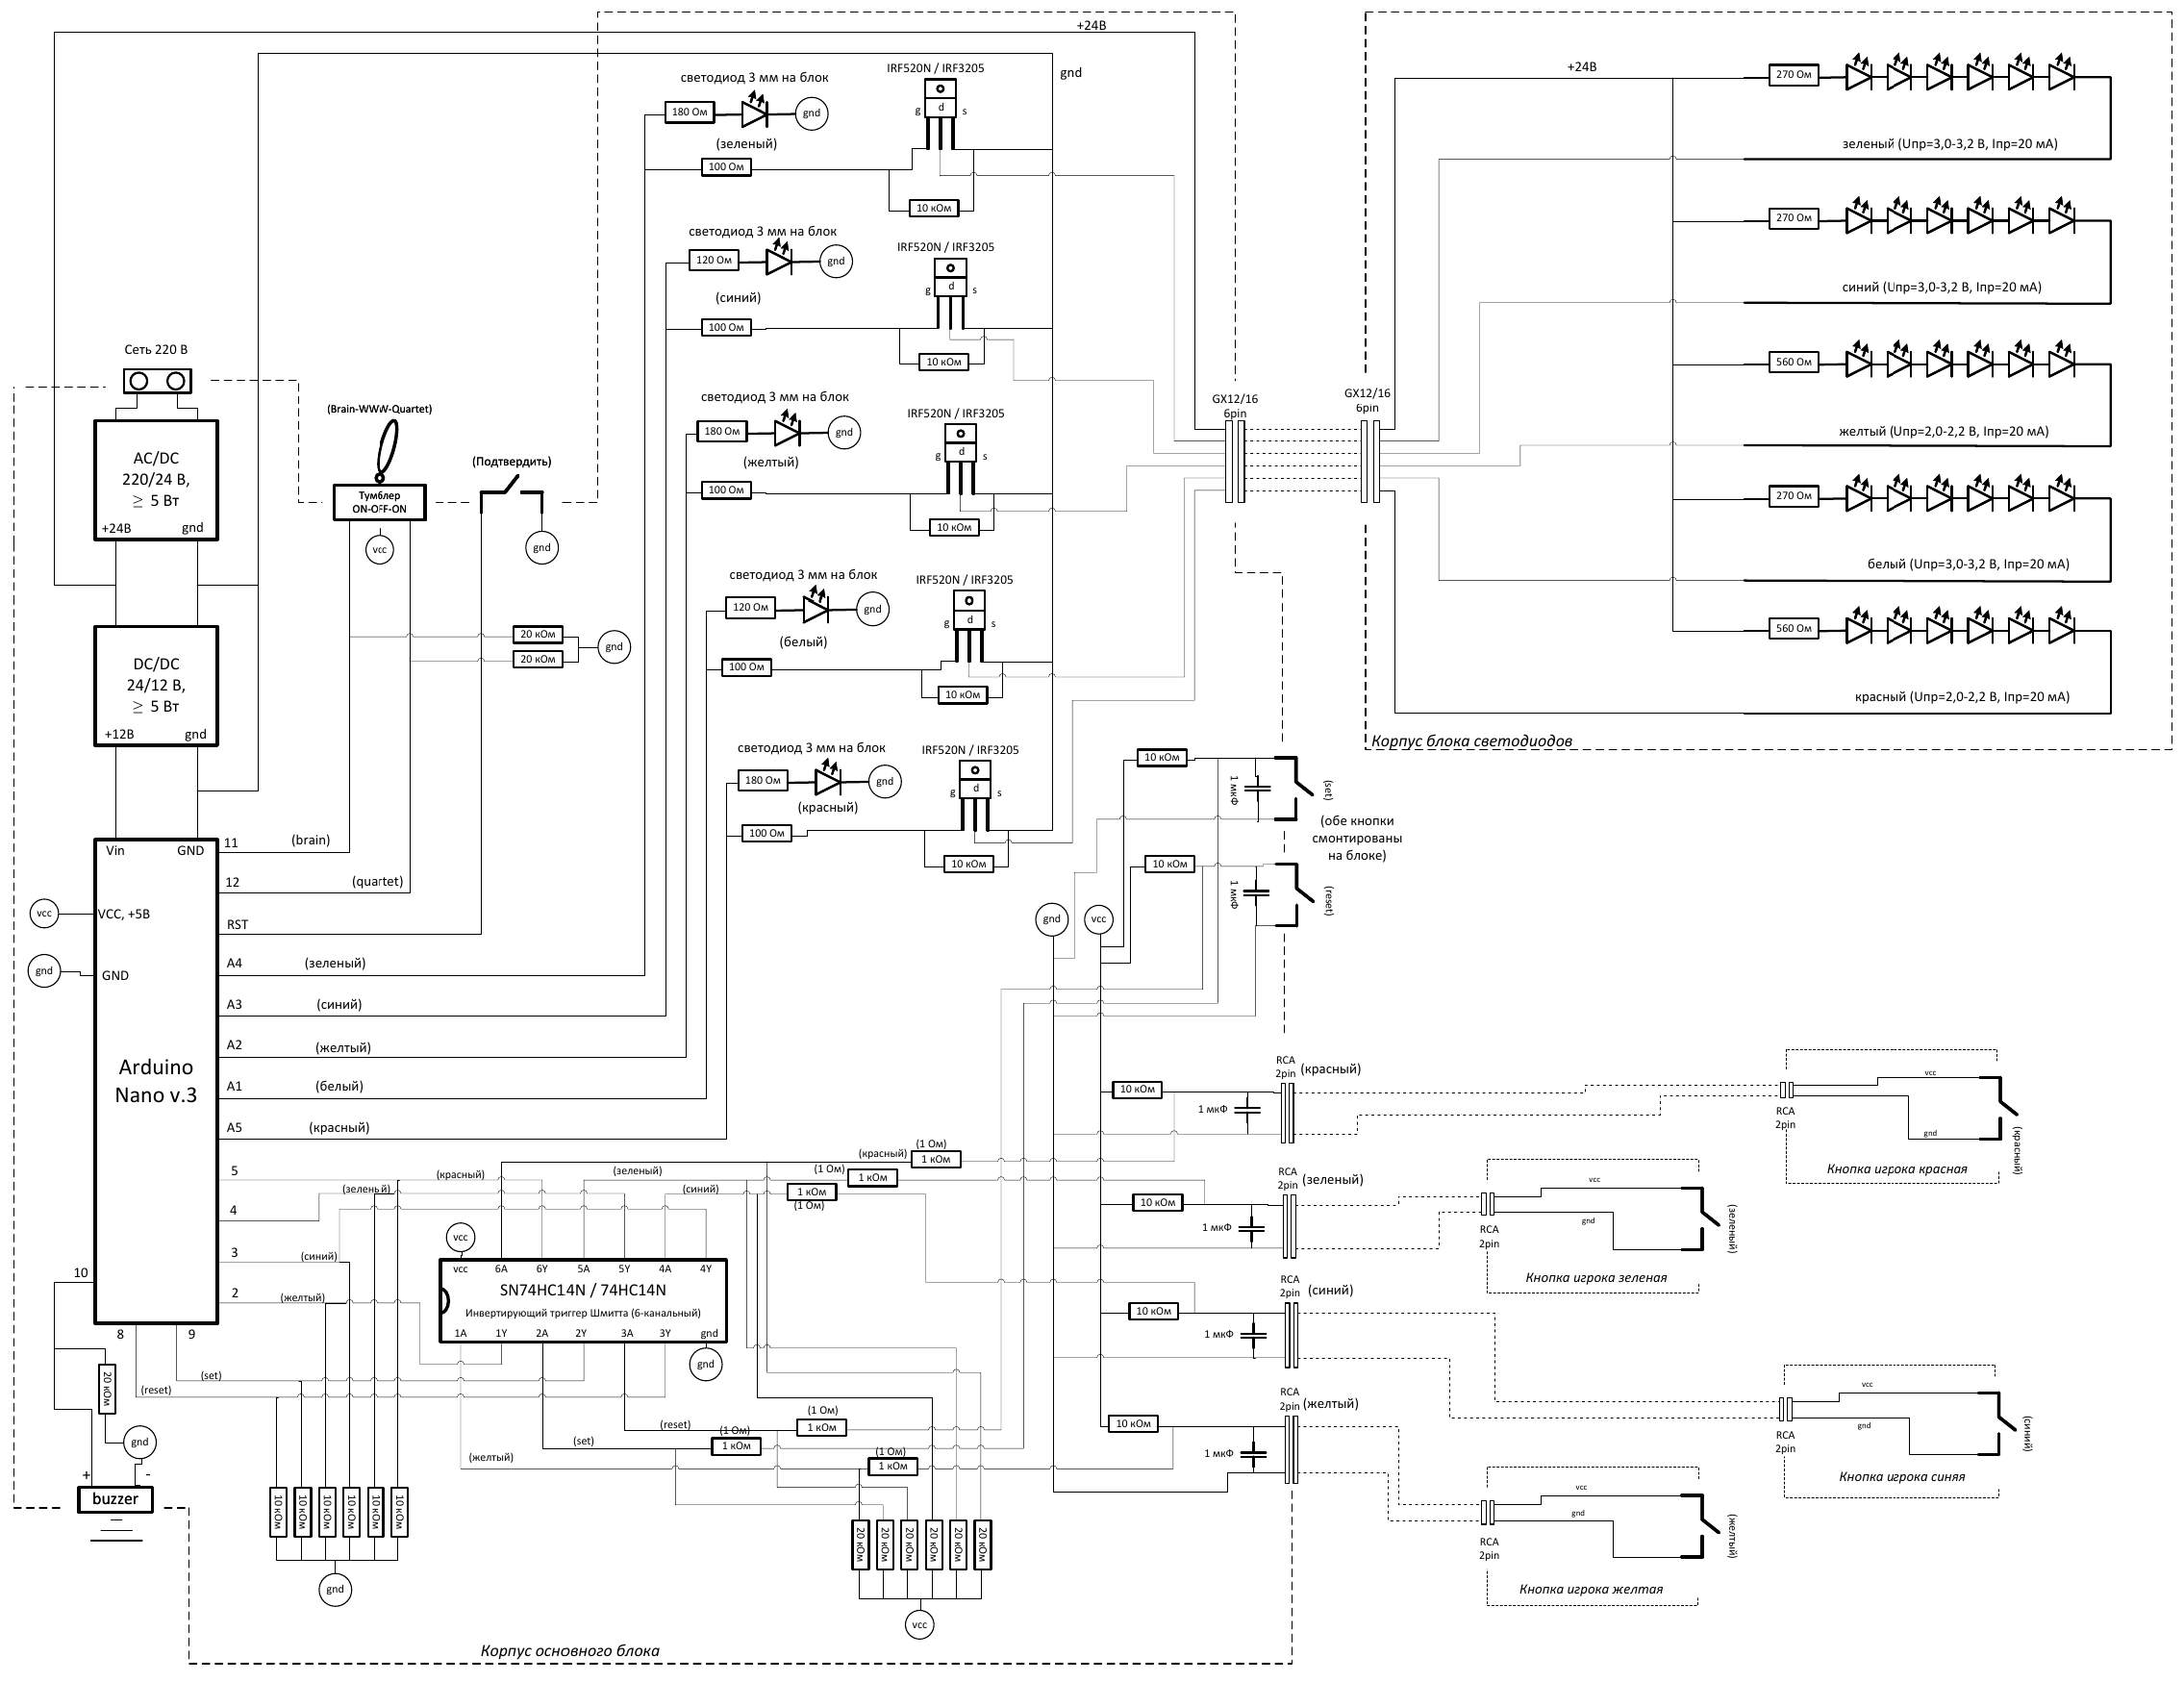 +24В
gnd
Сеть 220 В
AC/DC
220/24 В,
≥ 5 Вт
+24В gnd
DC/DC
24/12 В,
≥ 5 Вт
+12В gnd
(Brain-WWW-Quartet)
Тумблер
ON-OFF-ON
vcc
(Подтвердить)
gnd
20 кОм
20 кОм
gnd
светодиод 3 мм на блок
180 Ом
gnd
(зеленый)
100 Ом
IRF520N / IRF3205
g d s
10 кОм
светодиод 3 мм на блок
120 Ом
gnd
(синий)
100 Ом
IRF520N / IRF3205
g d s
10 кОм
светодиод 3 мм на блок
180 Ом
gnd
(желтый)
100 Ом
IRF520N / IRF3205
g d s
10 кОм
светодиод 3 мм на блок
120 Ом
gnd
(белый)
100 Ом
IRF520N / IRF3205
g d s
10 кОм
светодиод 3 мм на блок
180 Ом
gnd
(красный)
100 Ом
IRF520N / IRF3205
g d s
10 кОм
GX12/16
6pin
GX12/16
6pin
+24В
270 Ом
зеленый (Uпр=3,0-3,2 В, Iпр=20 мА)
270 Ом
синий (Uпр=3,0-3,2 В, Iпр=20 мА)
560 Ом
желтый (Uпр=2,0-2,2 В, Iпр=20 мА)
270 Ом
белый (Uпр=3,0-3,2 В, Iпр=20 мА)
560 Ом
красный (Uпр=2,0-2,2 В, Iпр=20 мА)
Корпус блока светодиодов
10 кОм
1 мкФ
(set)
(обе кнопки
смонтированы
на блоке)
10 кОм
1 мкФ
(reset)
gnd
vcc
Vin GND
Arduino
Nano v.3
vcc
VCC, +5В
gnd
GND
11 (brain)
12 (quartet)
RST
A4 (зеленый)
A3 (синий)
A2 (желтый)
A1 (белый)
A5 (красный)
5 (красный)
4 (зеленый)
3 (синий)
2 (желтый)
10
8
9
(set)
(reset)
20 кОм
gnd
+ -
buzzer
10 кОм
10 кОм
10 кОм
10 кОм
10 кОм
10 кОм
gnd
vcc
vcc 6A 6Y 5A 5Y 4A 4Y
SN74HC14N / 74HC14N
Инвертирующий триггер Шмитта (6-канальный)
1A 1Y 2A 2Y 3A 3Y gnd
gnd
(красный)
(1 Ом)
1 кОм
(зеленый)
(1 Ом)
1 кОм
(синий)
1 кОм
(1 Ом)
(reset)
(1 Ом)
1 кОм
(set)
(1 Ом)
1 кОм
(желтый)
(1 Ом)
1 кОм
20 кОм
20 кОм
20 кОм
20 кОм
20 кОм
20 кОм
vcc
10 кОм
1 мкФ
RCA
2pin
(красный)
10 кОм
1 мкФ
RCA
2pin
(зеленый)
10 кОм
1 мкФ
RCA
2pin
(синий)
10 кОм
1 мкФ
RCA
2pin
(желтый)
RCA
2pin
vcc
gnd
(красный)
Кнопка игрока красная
RCA
2pin
vcc
gnd
(зеленый)
Кнопка игрока зеленая
RCA
2pin
vcc
gnd
(синий)
Кнопка игрока синяя
RCA
2pin
vcc
gnd
(желтый)
Кнопка игрока желтая
Корпус основного блока